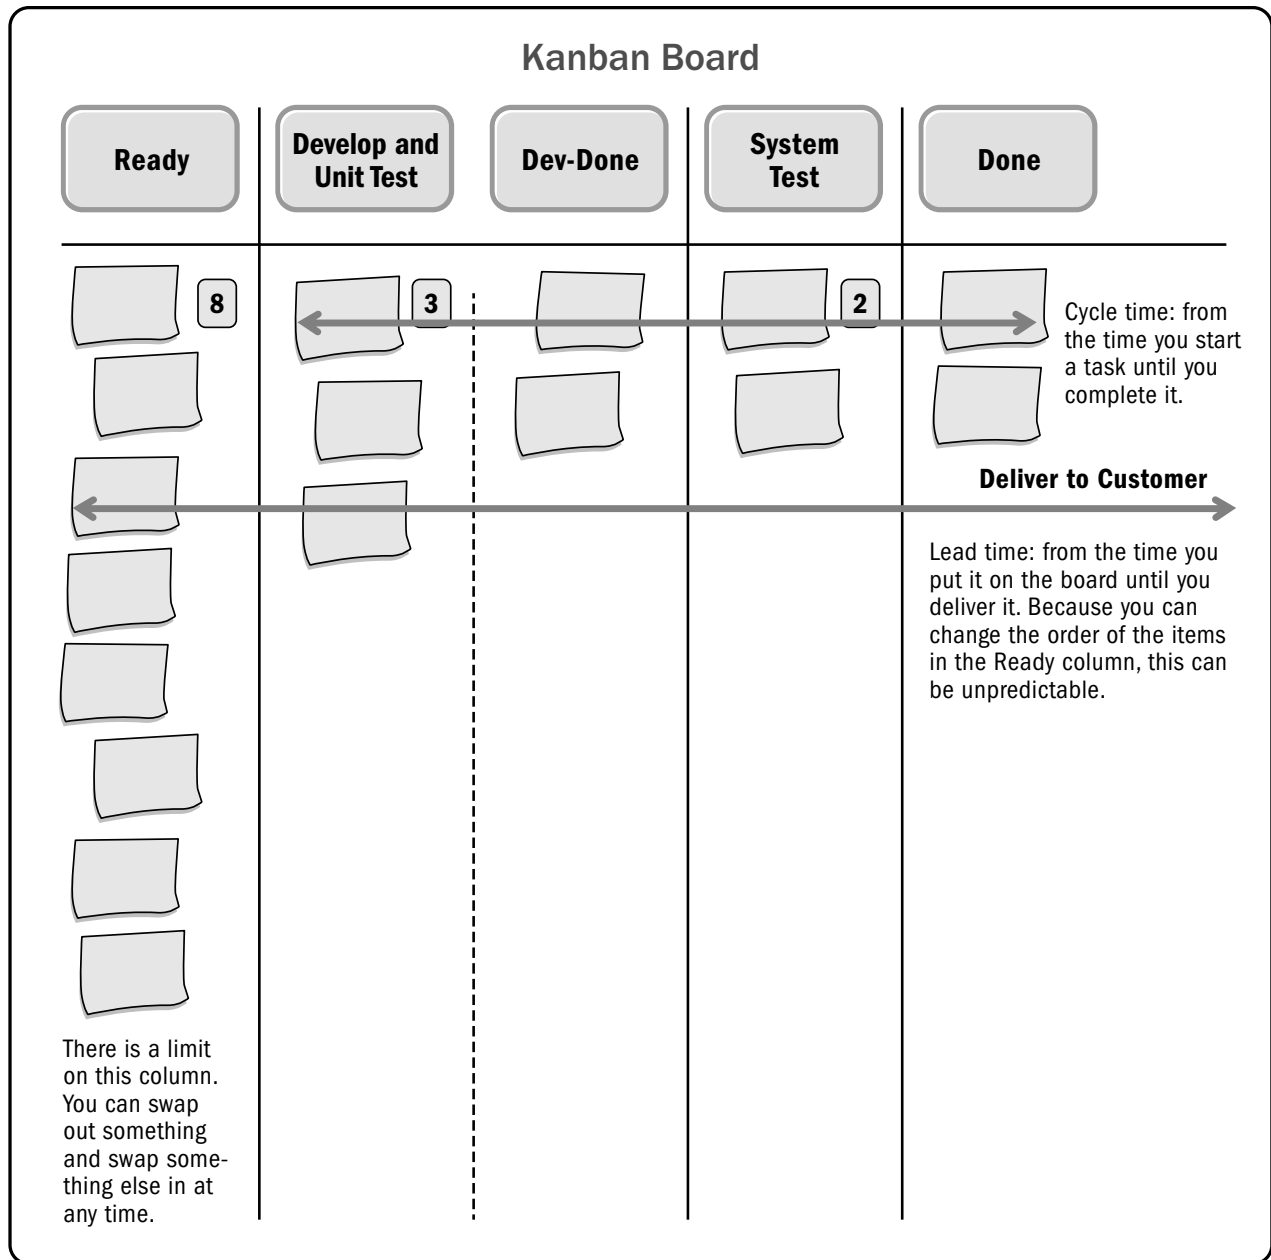 Kanban Board
Ready
Develop and
Unit Test
Dev-Done
System
Test
Done
8
3
2
Cycle time: from
the time you start
a task until you
complete it.
Deliver to Customer
Lead time: from the time you
put it on the board until you
deliver it. Because you can
change the order of the items
in the Ready column, this can
be unpredictable.
There is a limit
on this column.
You can swap
out something
and swap some-
thing else in at
any time.